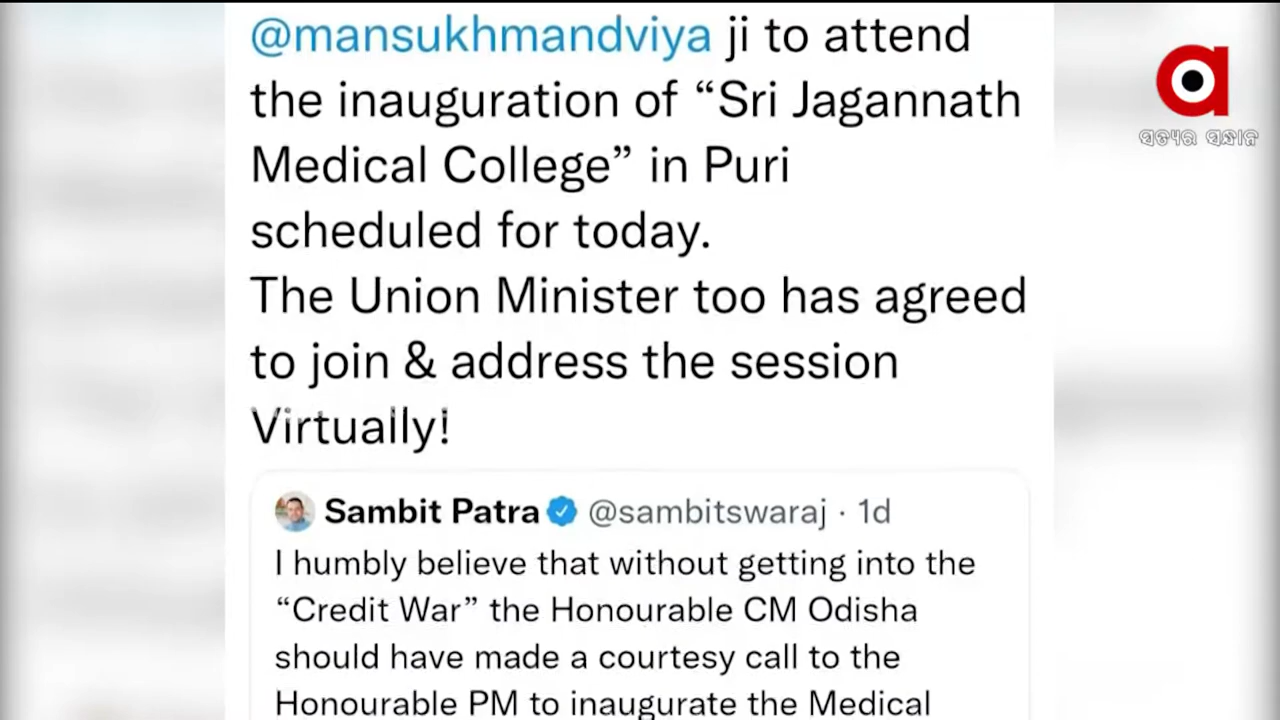 @mansukhmandviya ji to attend
the inauguration of “Sri Jagannath
Medical College” in Puri
scheduled for today.
The Union Minister too has agreed
to join & address the session
Virtually!
Sambit Patra @sambitswaraj · 1d
I humbly believe that without getting into the
“Credit War” the Honourable CM Odisha
should have made a courtesy call to the
Honourable PM to inaugurate the Medical
a
ସତ୍ୟର ସନ୍ଧାନ